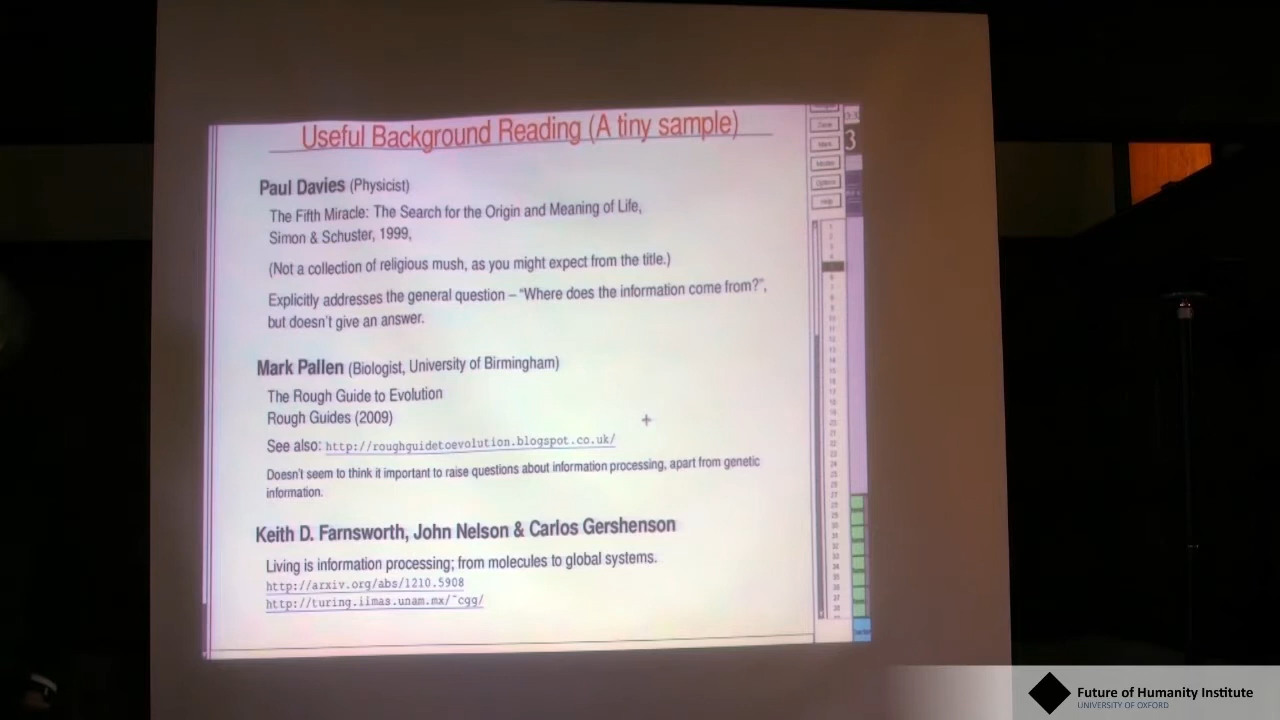 Useful Background Reading (A tiny sample)
Paul Davies (Physicist)
The Fifth Miracle: The Search for the Origin and Meaning of Life,
Simon & Schuster, 1999,
(Not a collection of religious mush, as you might expect from the title.)
Explicitly addresses the general question – "Where does the information come from?",
but doesn't give an answer.
Mark Pallen (Biologist, University of Birmingham)
The Rough Guide to Evolution
Rough Guides (2009)
See also: http://roughguidetoevolution.blogspot.co.uk/
Doesn't seem to think it important to raise questions about information processing, apart from genetic
information.
Keith D. Farnsworth, John Nelson & Carlos Gershenson
Living is information processing; from molecules to global systems.
http://arxiv.org/abs/1210.5908
http://turing.iimas.unam.mx/~cgg/
Options
Help
3
Future of Humanity Institute
UNIVERSITY OF OXFORD